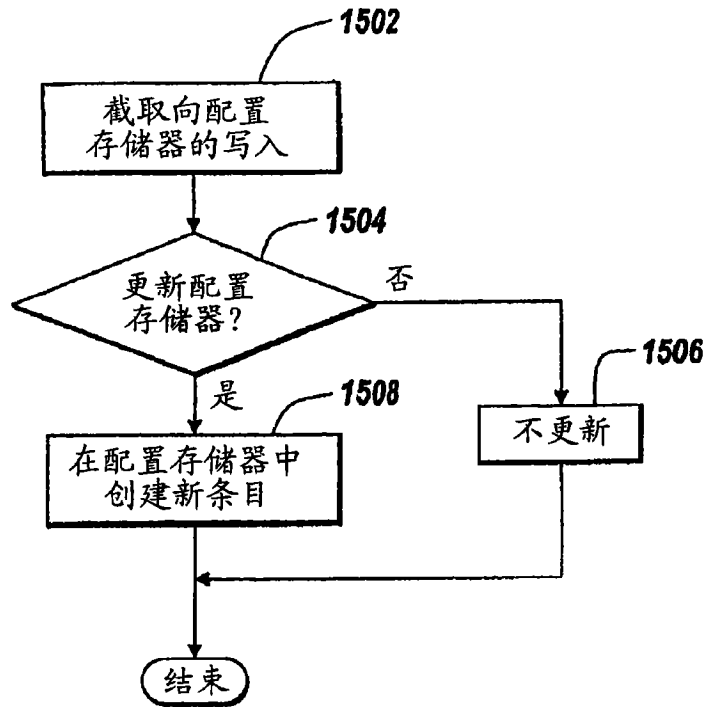 1502
截取向配置
存储器的写入
1504
更新配置
存储器?
否
1506
是
1508
不更新
在配置存储器中
创建新条目
结束